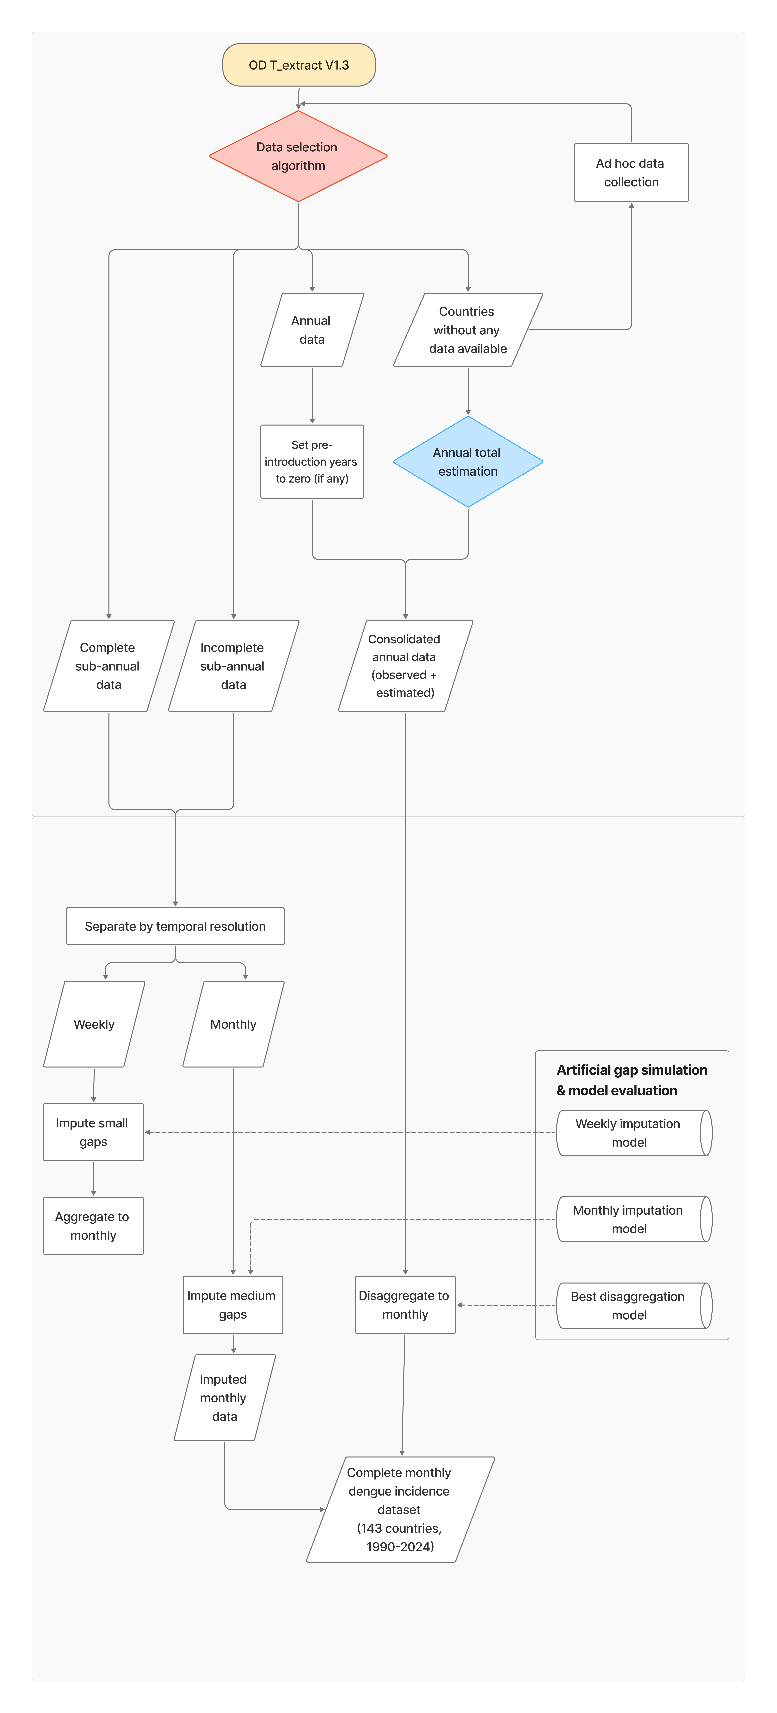 OD T_extract V1.3
Data selection
algorithm
Ad hoc data
collection
Annual
data
Countries
without any
data available
Set pre-
introduction years
to zero (if any)
Annual total
estimation
Complete
sub-annual
data
Incomplete
sub-annual
data
Consolidated
annual data
(observed +
estimated)
Separate by temporal resolution
Weekly
Monthly
Artificial gap simulation
& model evaluation
Impute small
gaps
Weekly imputation
model
Aggregate to
monthly
Monthly imputation
model
Impute medium
gaps
Disaggregate to
monthly
Best disaggregation
model
Imputed
monthly
data
Complete monthly
dengue incidence
dataset
(143 countries,
1990-2024)